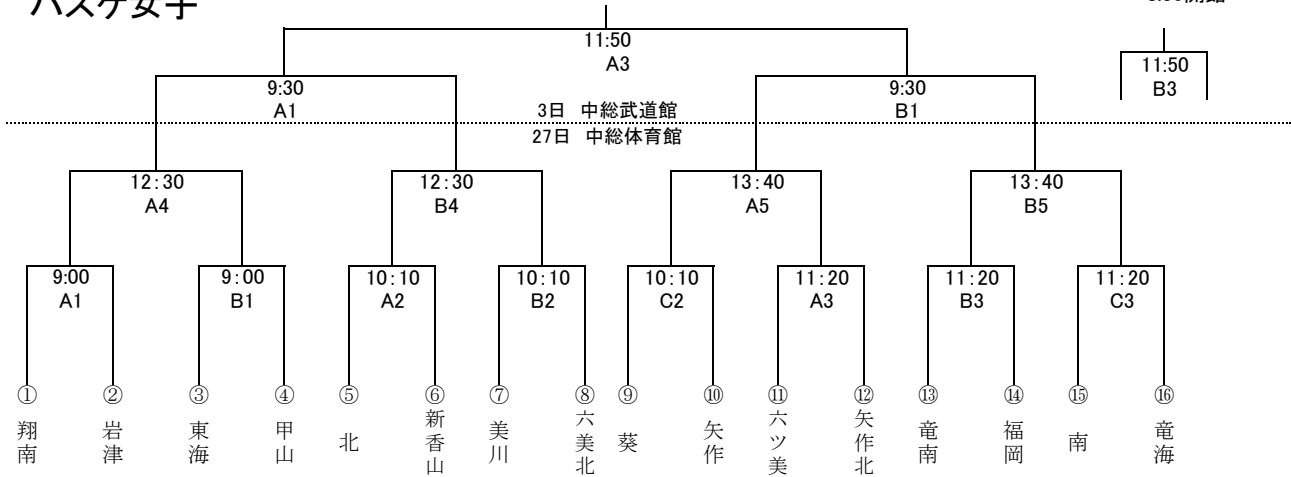 バスケ女子
11:50
A3
11:50
B3
9:30
A1
9:30
B1
3日 中総武道館
27日 中総体育館
12:30
A4
12:30
B4
13:40
A5
13:40
B5
9:00
A1
9:00
B1
10:10
A2
10:10
B2
10:10
C2
11:20
A3
11:20
B3
11:20
C3
① 翔南
② 岩津
③ 東海
④ 甲山
⑤ 北
⑥ 新香山
⑦ 美川
⑧ 六美北
⑨ 葵
⑩ 矢作
⑪ 六ツ美
⑫ 矢作北
⑬ 竜南
⑭ 福岡
⑮ 南
⑯ 竜海